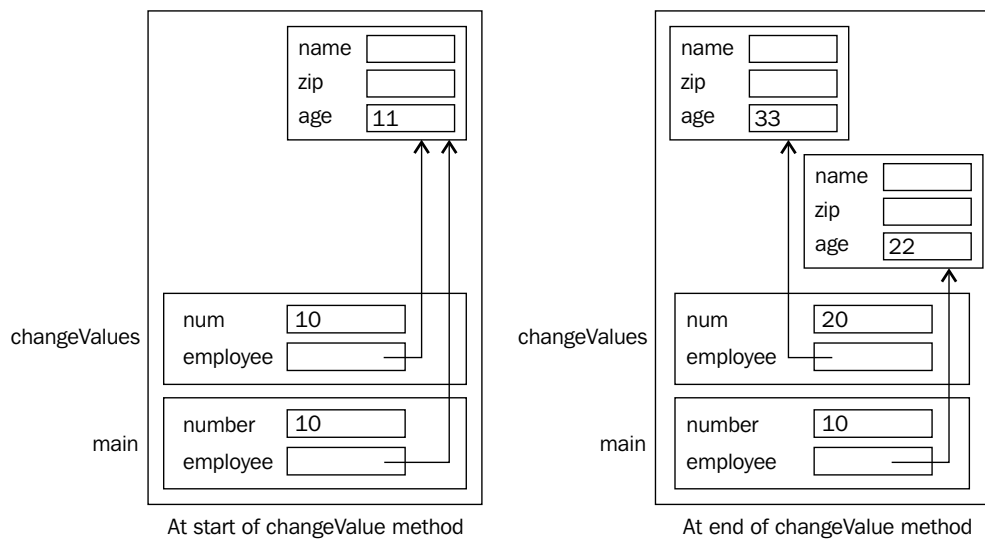 name
zip
age 11
changeValues
num 10
employee
main
number 10
employee
At start of changeValue method
name
zip
age 33
name
zip
age 22
changeValues
num 20
employee
main
number 10
employee
At end of changeValue method